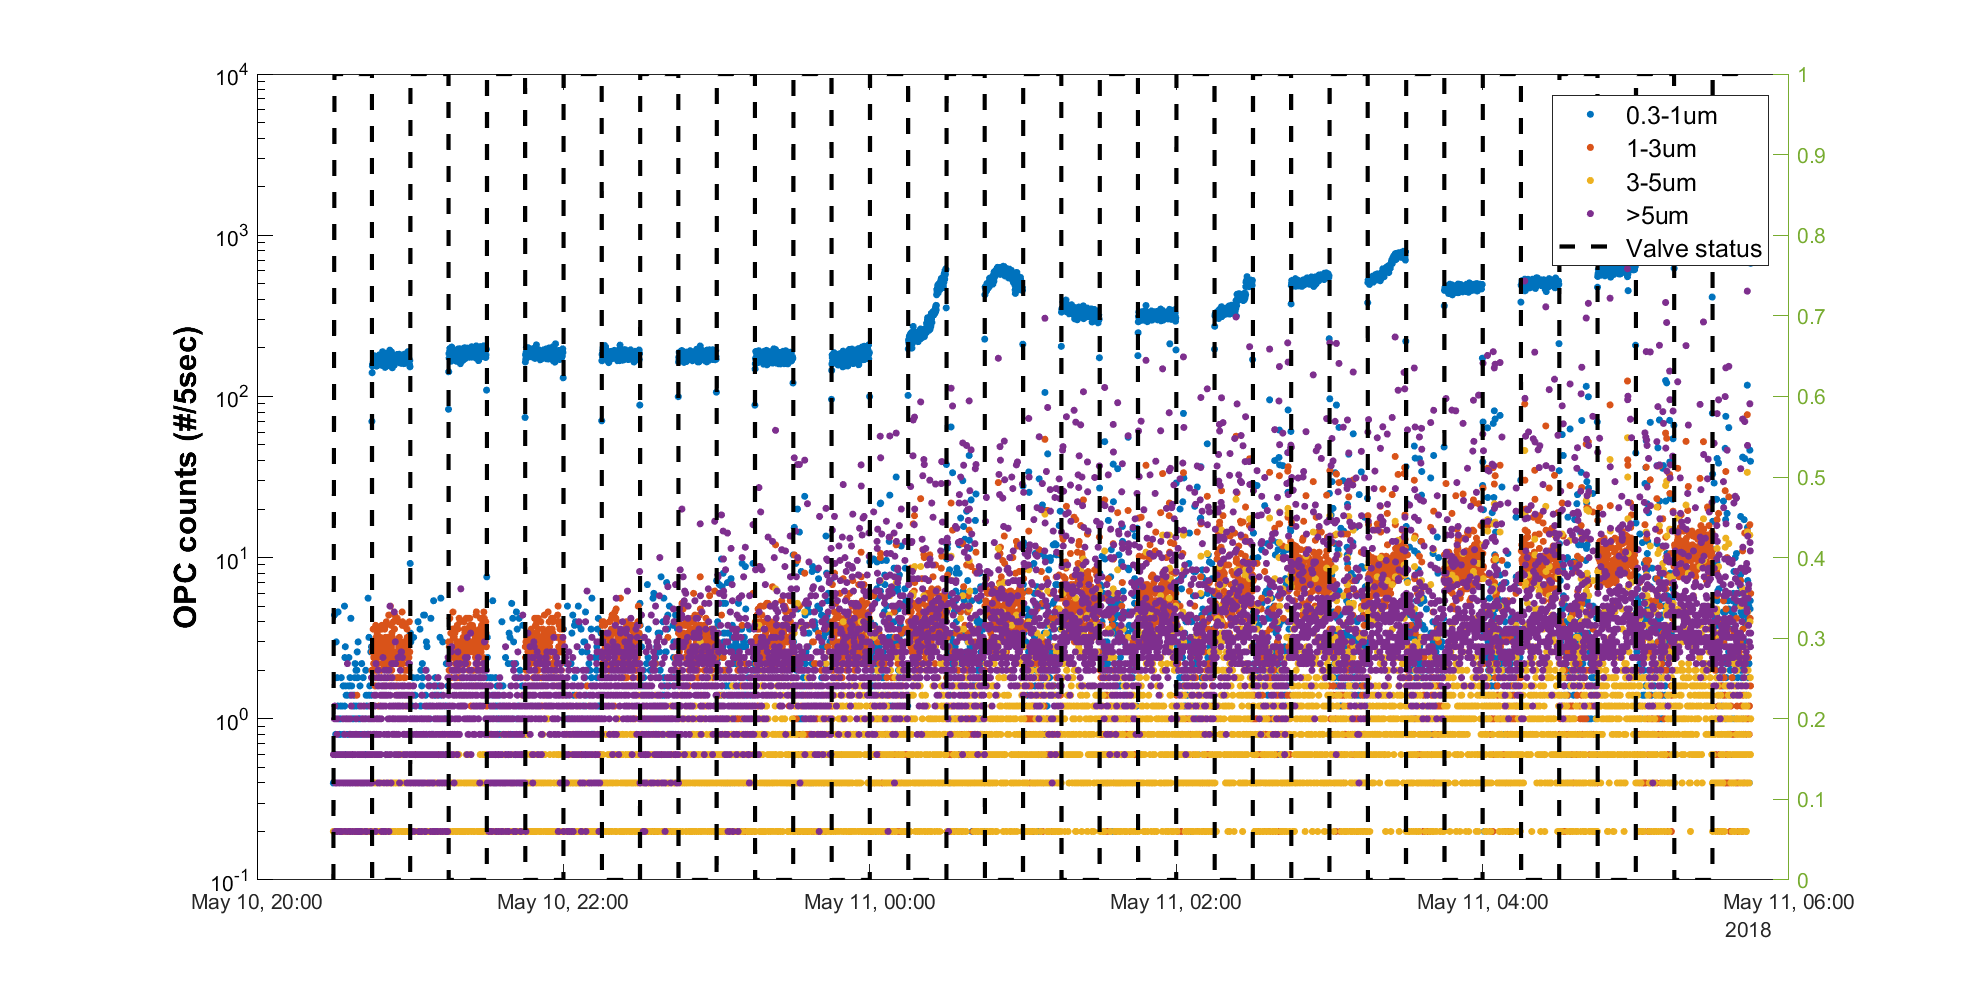 OPC counts (#/5sec)
10^4
10^3
10^2
10^1
10^0
10^-1
1
0.9
0.8
0.7
0.6
0.5
0.4
0.3
0.2
0.1
0
0.3-1um
1-3um
3-5um
>5um
Valve status
May 10, 20:00
May 10, 22:00
May 11, 00:00
May 11, 02:00
May 11, 04:00
May 11, 06:00
2018